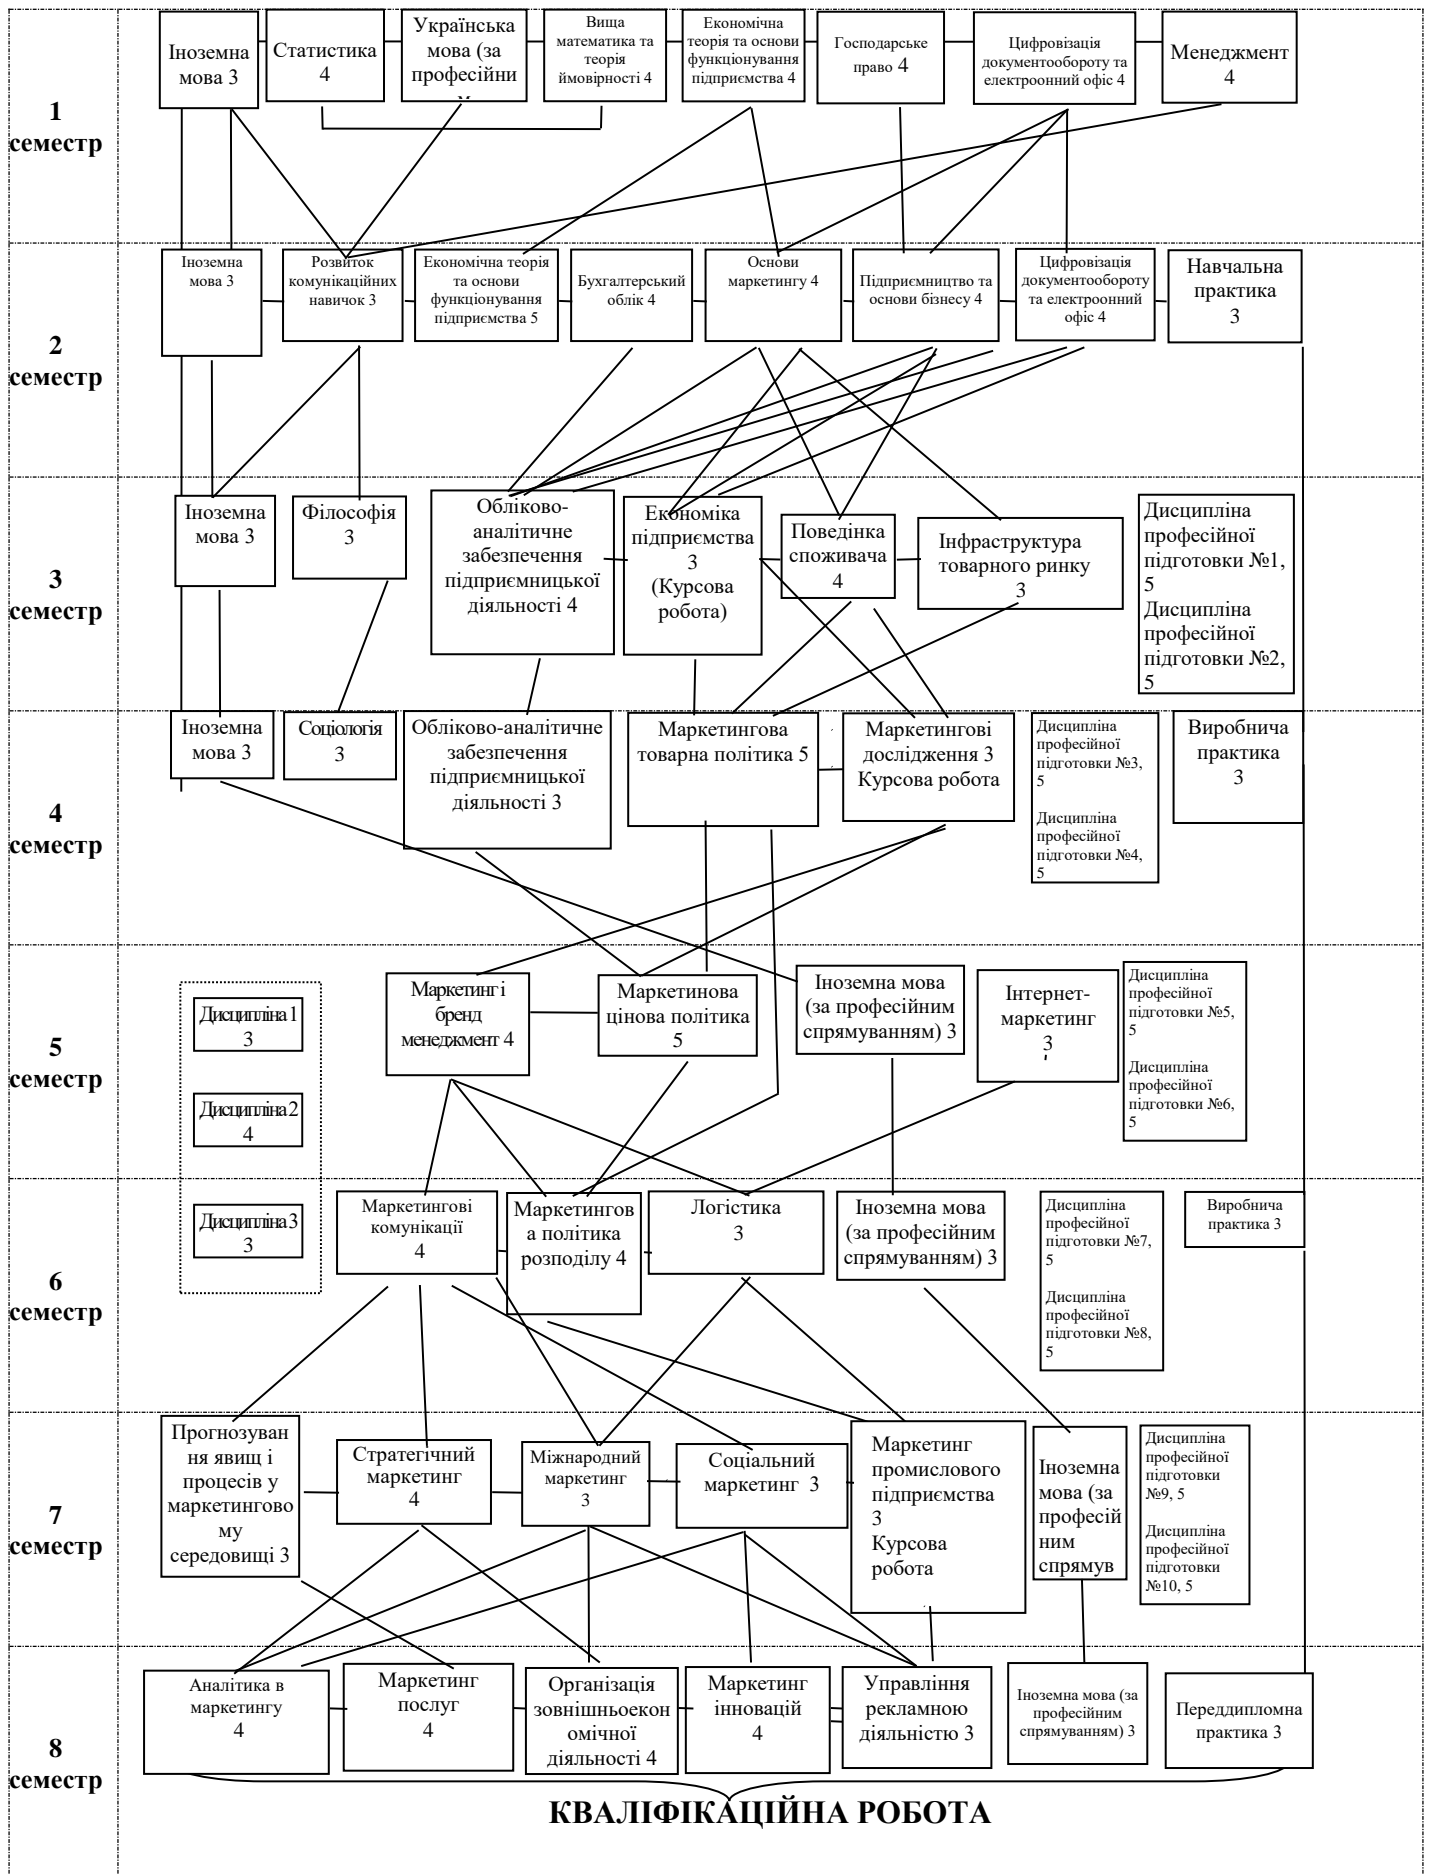 1
семестр
Іноземна
мова 3
Статистика
4
Українська
мова (за
професійни
Вища
математика та
теорія
ймовірності 4
Економічна
теорія та основи
функціонування
підприємства 4
Господарське
право 4
Цифровізація
документообороту та
електроонний офіс 4
Менеджмент
4
2
семестр
Іноземна
мова 3
Розвиток
комунікаційних
навичок 3
Економічна теорія
та основи
функціонування
підприємства 5
Бухгалтерський
облік 4
Основи
маркетингу 4
Підприємництво та
основи бізнесу 4
Цифровізація
документообороту
та електроонний
офіс 4
Навчальна
практика
3
3
семестр
Іноземна
мова 3
Філософія
3
Обліково-
аналітичне
забезпечення
підприємницької
діяльності 4
Економіка
підприємства
3
(Курсова
робота)
Поведінка
споживача
4
Інфраструктура
товарного ринку
3
Дисципліна
професійної
підготовки №1,
5
Дисципліна
професійної
підготовки №2,
5
4
семестр
Іноземна
мова 3
Соціологія
3
Обліково-аналітичне
забезпечення
підприємницької
діяльності 3
Маркетингова
товарна політика 5
Маркетингові
дослідження 3
Курсова робота
Дисципліна
професійної
підготовки №3,
5
Дисципліна
професійної
підготовки №4,
5
Виробнича
практика
3
5
семестр
Дисципліна 1
3
Дисципліна 2
4
Маркетинг і
бренд
менеджмент 4
Маркетинова
цінова політика
5
Іноземна мова
(за професійним
спрямуванням) 3
Інтернет-
маркетинг
3
Дисципліна
професійної
підготовки №5,
5
Дисципліна
професійної
підготовки №6,
5
6
семестр
Дисципліна 3
3
Маркетингові
комунікації
4
Маркетингов
а політика
розподілу 4
Логістика
3
Іноземна мова
(за професійним
спрямуванням) 3
Дисципліна
професійної
підготовки №7,
5
Дисципліна
професійної
підготовки №8,
5
Виробнича
практика 3
7
семестр
Прогнозуван
ня явищ і
процесів у
маркетингово
му
середовищі 3
Стратегічний
маркетинг
4
Міжнародний
маркетинг
3
Соціальний
маркетинг 3
Маркетинг
промислового
підприємства
3
Курсова
робота
Іноземна
мова (за
професій
ним
спрямув
Дисципліна
професійної
підготовки
№9, 5
Дисципліна
професійної
підготовки
№10, 5
8
семестр
Аналітика в
маркетингу
4
Маркетинг
послуг
4
Організація
зовнішньоекон
омічної
діяльності 4
Маркетинг
інновацій
4
Управління
рекламною
діяльністю 3
Іноземна мова (за
професійним
спрямуванням) 3
Переддипломна
практика 3
КВАЛІФІКАЦІЙНА РОБОТА